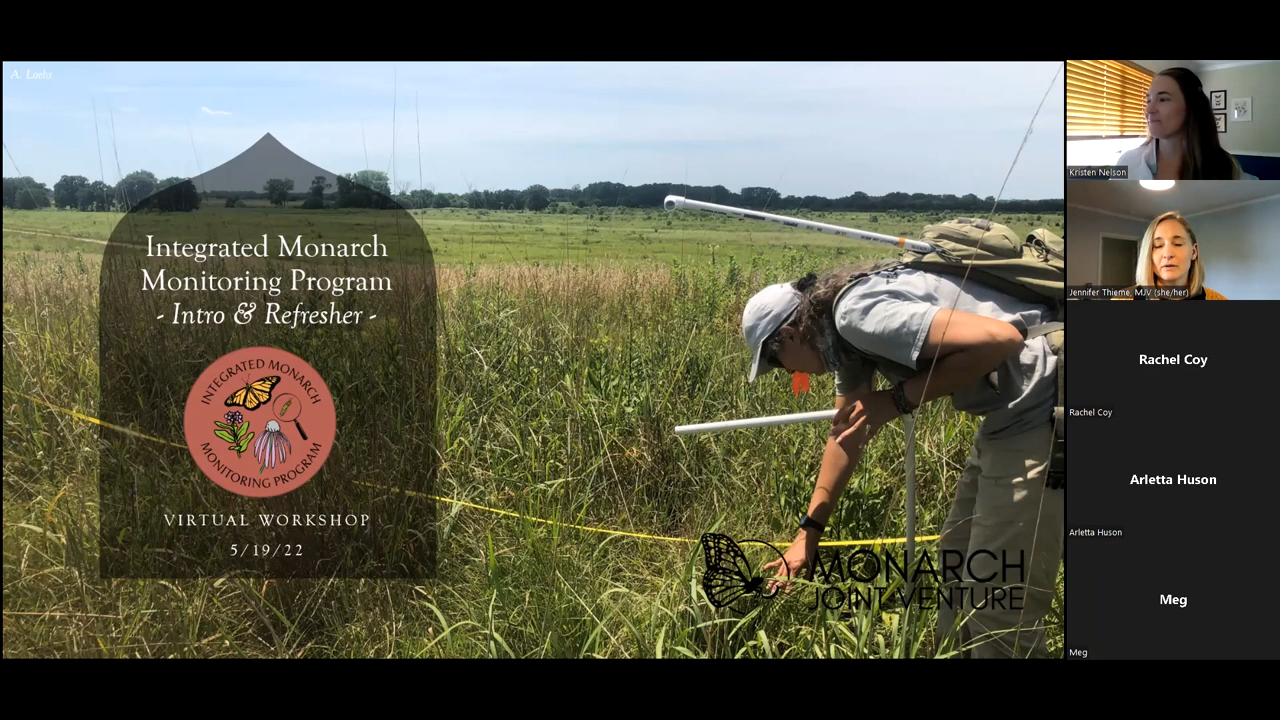 A. Loehs
Integrated Monarch
Monitoring Program
- Intro & Refresher -
INTEGRATED MONARCH
MONITORING PROGRAM
VIRTUAL WORKSHOP
5/19/22
MONARCH
JOINT VENTURE
Kristen Nelson
Jennifer Thieme, MJV (she/her)
Rachel Coy
Rachel Coy
Arletta Huson
Arletta Huson
Meg
Meg